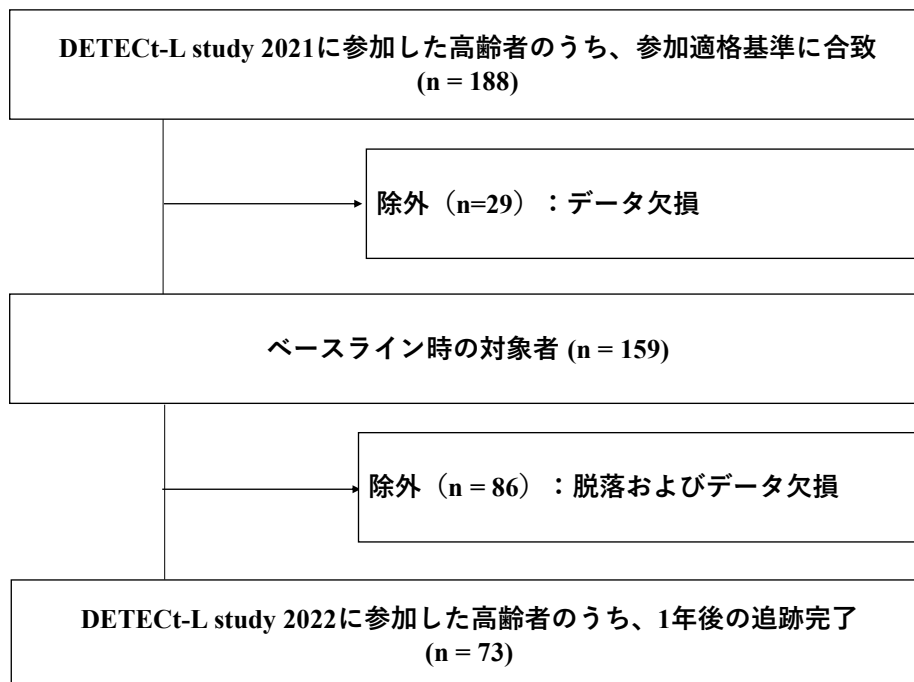 DETECt-L study 2021に参加した高齢者のうち、参加適格基準に合致
(n = 188)
除外（n=29）：データ欠損
ベースライン時の対象者 (n = 159)
除外（n = 86）：脱落およびデータ欠損
DETECt-L study 2022に参加した高齢者のうち、1年後の追跡完了
(n = 73)